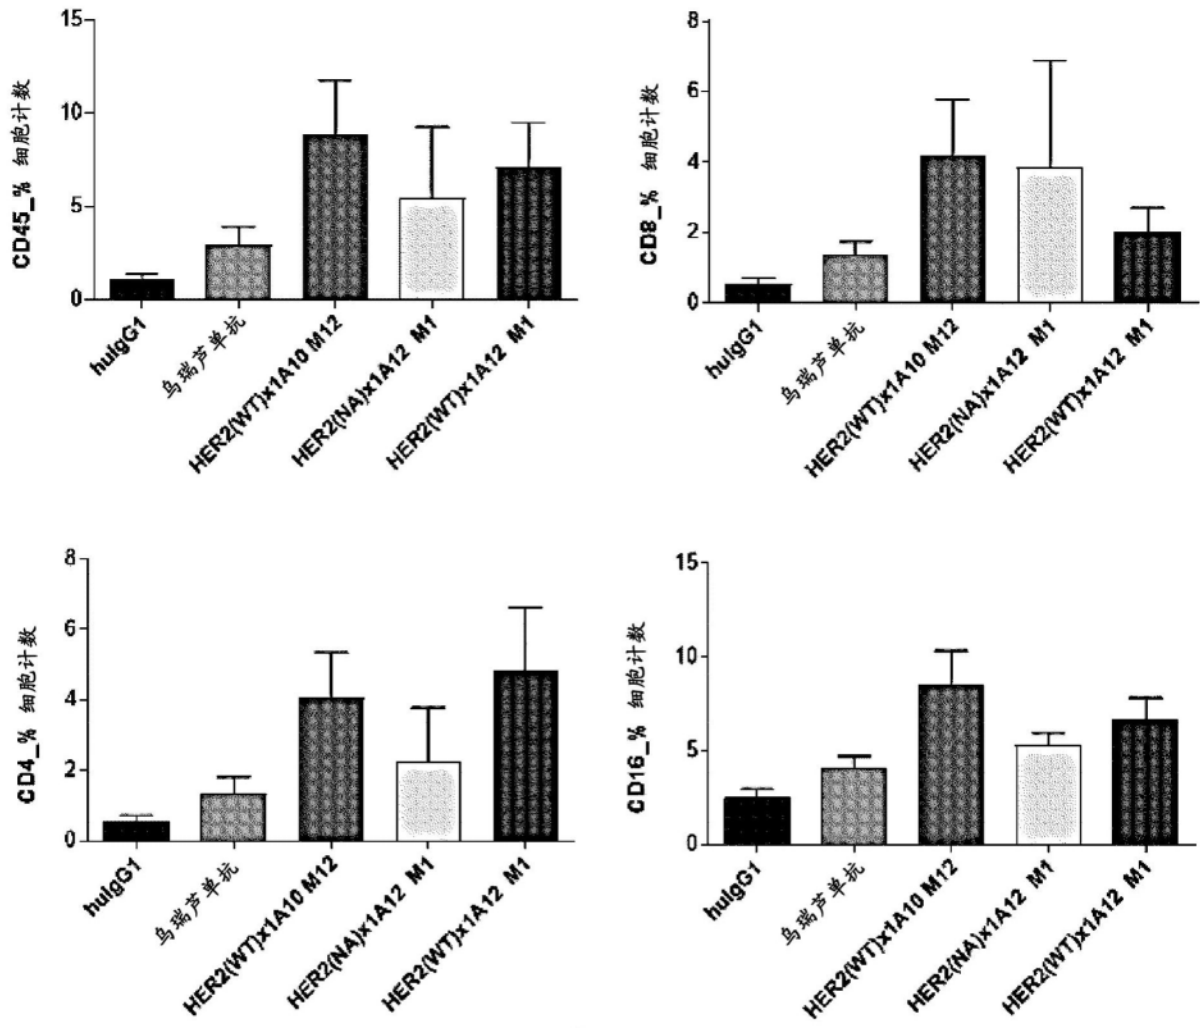 CD45_% 细胞计数
15
10
5
0
huIgG1
乌瑞芦单抗
HER2(WT)x1A10 M12
HER2(NA)x1A12 M1
HER2(WT)x1A12 M1
CD8_% 细胞计数
8
6
4
2
0
huIgG1
乌瑞芦单抗
HER2(WT)x1A10 M12
HER2(NA)x1A12 M1
HER2(WT)x1A12 M1
CD4_% 细胞计数
8
6
4
2
0
huIgG1
乌瑞芦单抗
HER2(WT)x1A10 M12
HER2(NA)x1A12 M1
HER2(WT)x1A12 M1
CD16_% 细胞计数
15
10
5
0
huIgG1
乌瑞芦单抗
HER2(WT)x1A10 M12
HER2(NA)x1A12 M1
HER2(WT)x1A12 M1